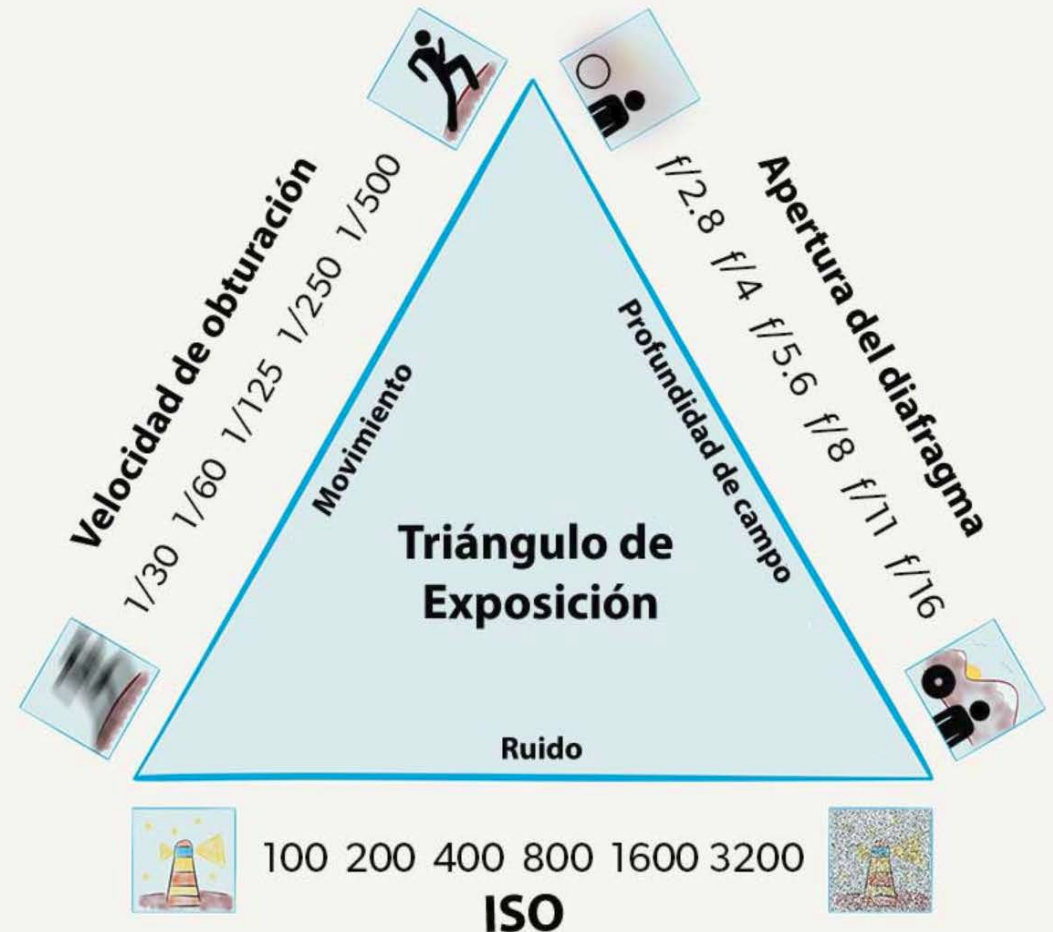 Velocidad de obturación
1/30 1/60 1/125 1/250 1/500
Movimiento
Apertura del diafragma
f/2.8 f/4 f/5.6 f/8 f/11 f/16
Profundidad de campo
Triángulo de
Exposición
Ruido
100 200 400 800 1600 3200
ISO